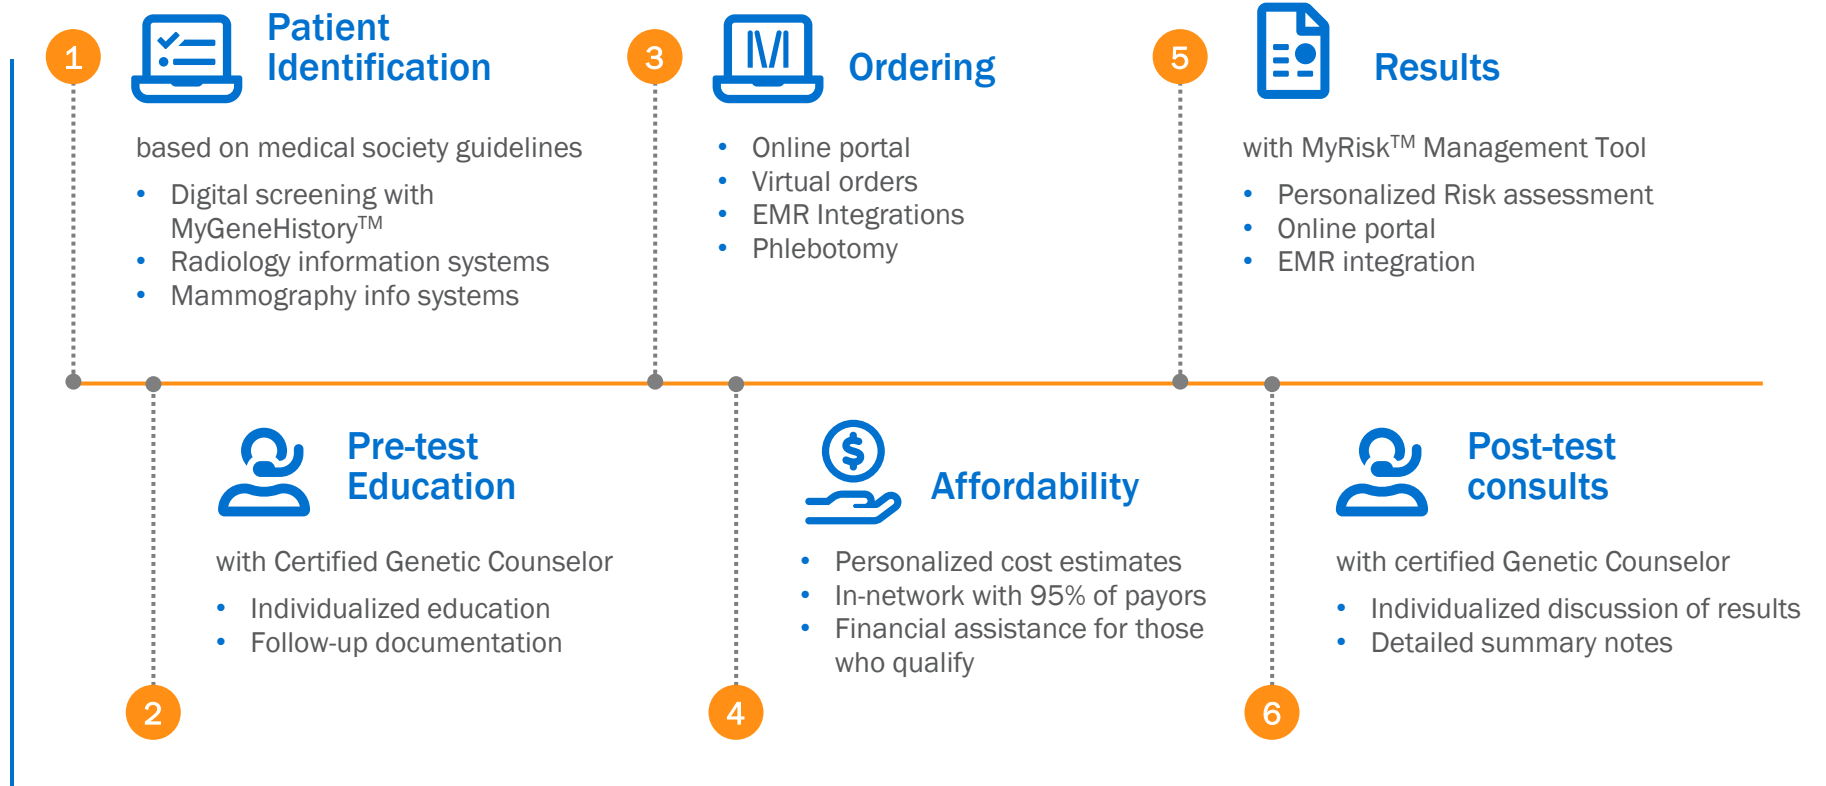 1
Patient
Identification
based on medical society guidelines
• Digital screening with
MyGeneHistory™
• Radiology information systems
• Mammography info systems
3
Ordering
• Online portal
• Virtual orders
• EMR Integrations
• Phlebotomy
5
Results
with MyRisk™ Management Tool
• Personalized Risk assessment
• Online portal
• EMR integration
Pre-test
Education
with Certified Genetic Counselor
• Individualized education
• Follow-up documentation
2
$
Affordability
• Personalized cost estimates
• In-network with 95% of payors
• Financial assistance for those
who qualify
4
Post-test
consults
with certified Genetic Counselor
• Individualized discussion of results
• Detailed summary notes
6